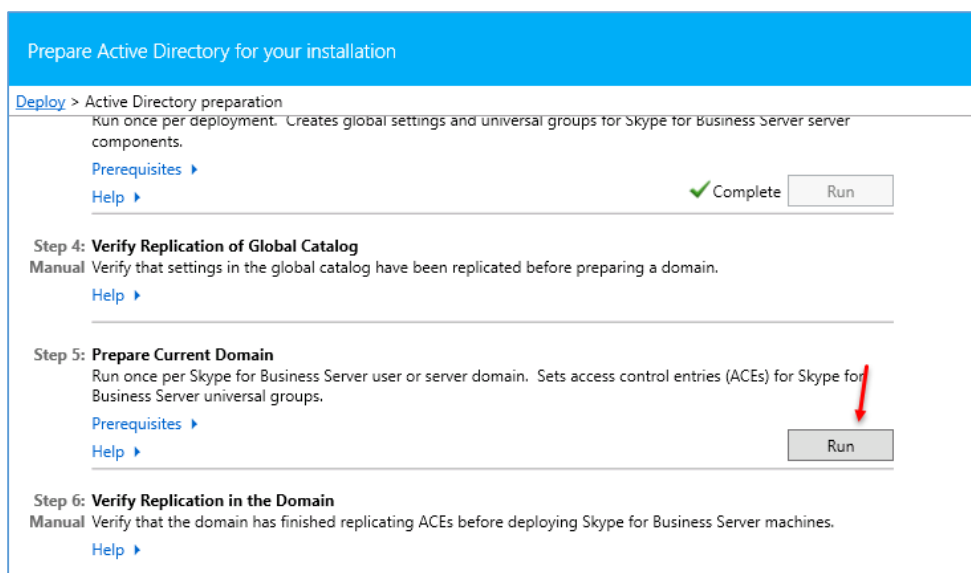 Prepare Active Directory for your installation
Deploy > Active Directory preparation
Run once per deployment. Creates global settings and universal groups for Skype for Business Server server
components.
Prerequisites
Help
Complete Run
Step 4: Verify Replication of Global Catalog
Manual Verify that settings in the global catalog have been replicated before preparing a domain.
Help
Step 5: Prepare Current Domain
Run once per Skype for Business Server user or server domain. Sets access control entries (ACEs) for Skype for
Business Server universal groups.
Prerequisites
Help
Run
Step 6: Verify Replication in the Domain
Manual Verify that the domain has finished replicating ACEs before deploying Skype for Business Server machines.
Help